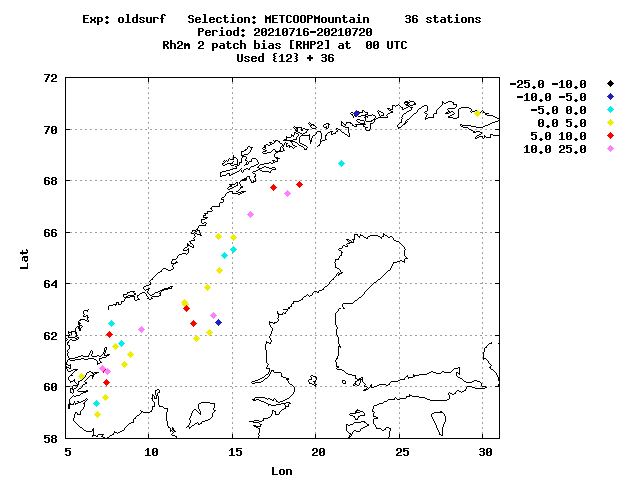 Exp: oldsurf Selection: METCOOPMountain 36 stations
Period: 20210716-20210720
Rh2m 2 patch bias [RHP2] at 00 UTC
Used {12} + 36
-25.0 -10.0
-10.0 -5.0
-5.0 0.0
0.0 5.0
5.0 10.0
10.0 25.0
72
70
68
66
64
62
60
58
Lat
5 10 15 20 25 30
Lon